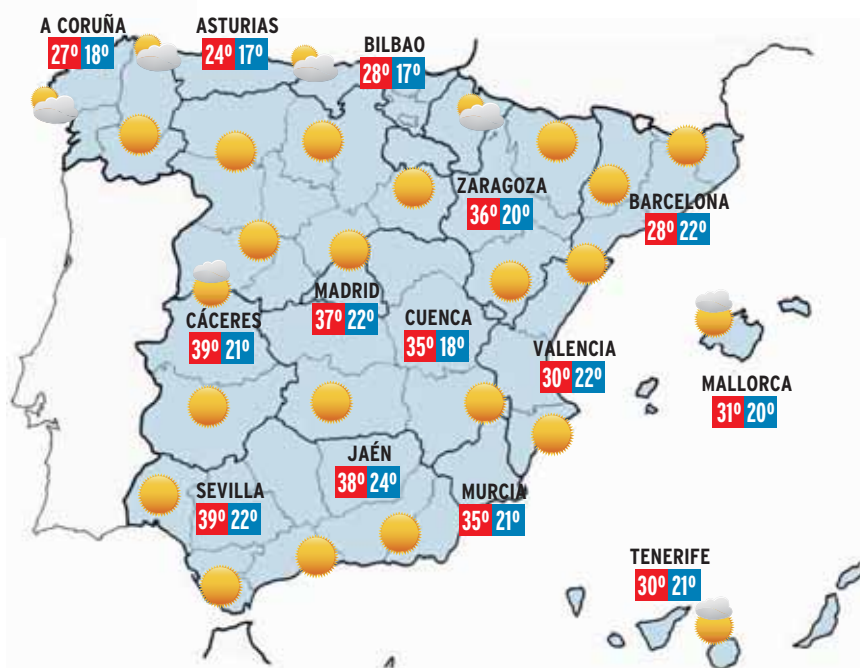 A CORUÑA
27º 18º
ASTURIAS
24º 17º
BILBAO
28º 17º
ZARAGOZA
36º 20º
BARCELONA
28º 22º
MADRID
37º 22º
CÁCERES
39º 21º
CUENCA
35º 18º
VALENCIA
30º 22º
MALLORCA
31º 20º
JAÉN
38º 24º
SEVILLA
39º 22º
MURCIA
35º 21º
TENERIFE
30º 21º